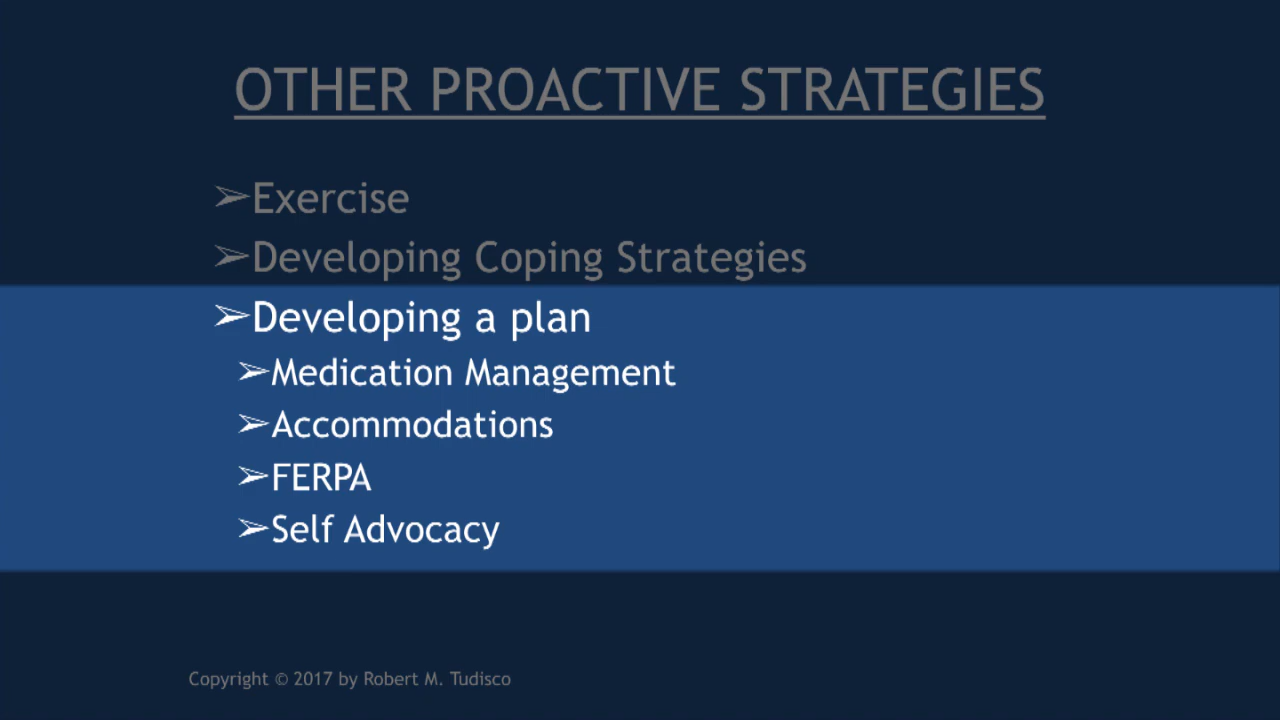 OTHER PROACTIVE STRATEGIES
➢Exercise
➢Developing Coping Strategies
➢Developing a plan
➢Medication Management
➢Accommodations
➢FERPA
➢Self Advocacy
Copyright © 2017 by Robert M. Tudisco